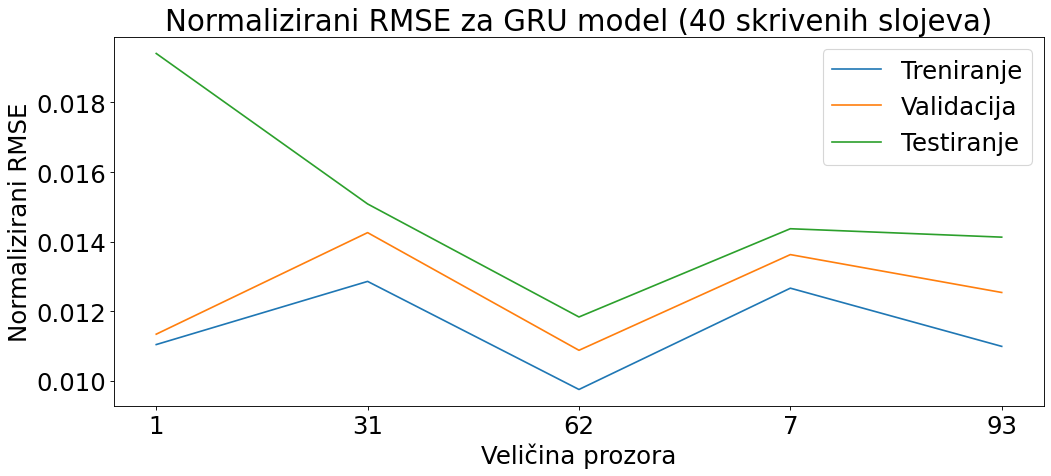 Normalizirani RMSE za GRU model (40 skrivenih slojeva)
Treniranje
Validacija
Testiranje
Normalizirani RMSE
0.018
0.016
0.014
0.012
0.010
1 31 62 7 93
Veličina prozora